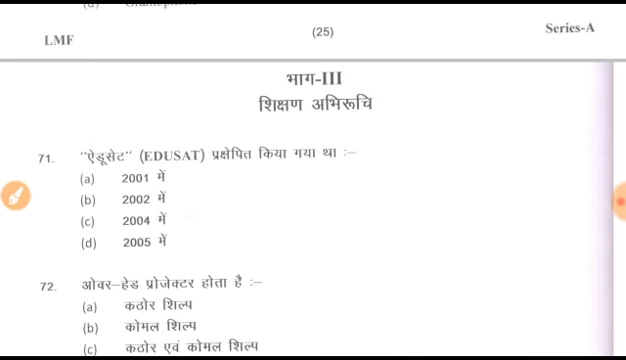 LMF
(25)
Series-A
भाग-III
शिक्षण अभिरूचि
71. "ऐडूसेट" (EDUSAT) प्रक्षेपित किया गया था :–
(a) 2001 में
(b) 2002 में
(c) 2004 में
(d) 2005 में
72. ओवर–हेड प्रोजेक्टर होता है :–
(a) कठोर शिल्प
(b) कोमल शिल्प
(c) कठोर एवं कोमल शिल्प